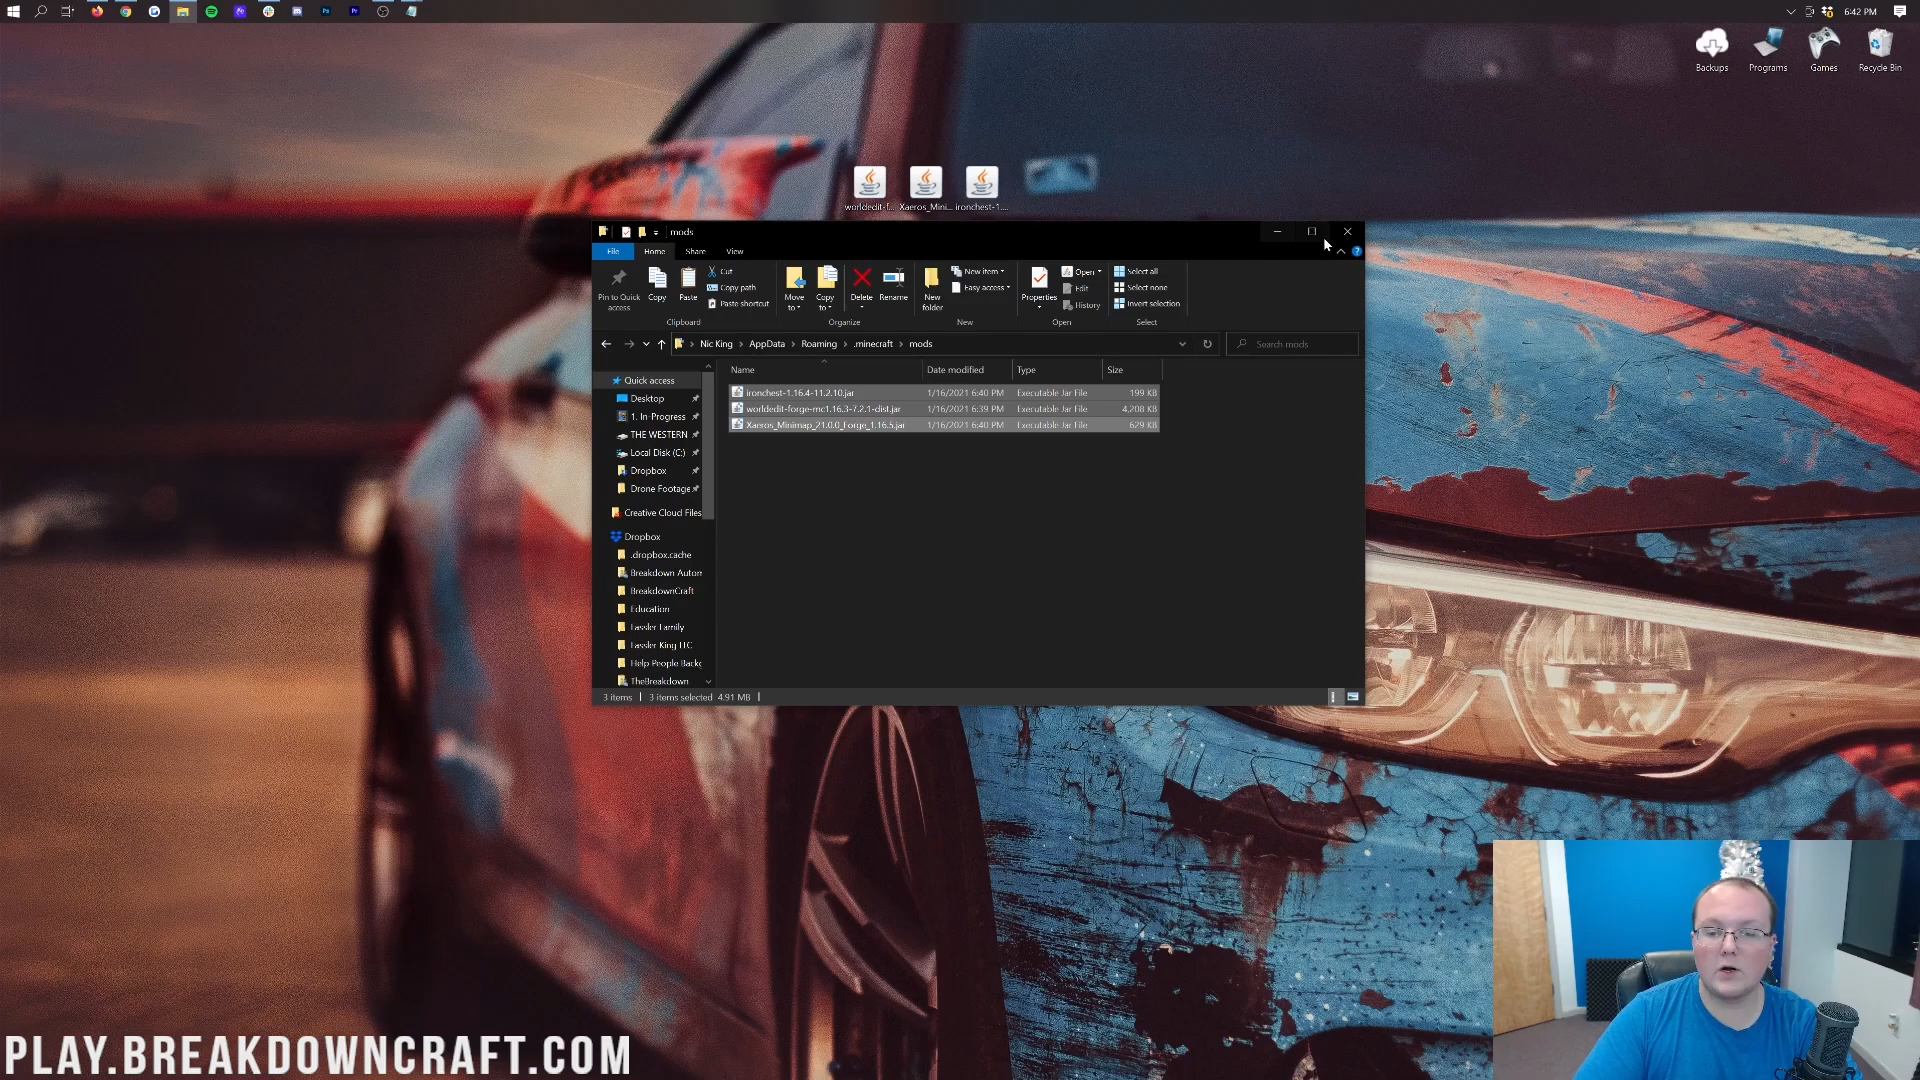 6:42 PM
Backups
Programs
Games
Recycle Bin
worldedit-f...
Xaeros_Mini...
ironchest-1....
mods
File
Home
Share
View
Pin to Quick access
Copy
Paste
Cut
Copy path
Paste shortcut
Clipboard
Move to
Copy to
Delete
Rename
Organize
New folder
New item
Easy access
New
Properties
Open
Edit
History
Open
Select all
Select none
Invert selection
Select
Nic King > AppData > Roaming > .minecraft > mods
Search mods
Name
Date modified
Type
Size
ironchest-1.16.4-11.2.10.jar 1/16/2021 6:40 PM Executable Jar File 199 KB
worldedit-forge-mc1.16.3-7.2.1-dist.jar 1/16/2021 6:39 PM Executable Jar File 4,208 KB
Xaeros_Minimap_21.0.0_Forge_1.16.5.jar 1/16/2021 6:40 PM Executable Jar File 629 KB
Quick access
Desktop
1. In-Progress
THE WESTERN
Local Disk (C:)
Dropbox
Drone Footage
Creative Cloud Files
Dropbox
.dropbox.cache
Breakdown Autom
BreakdownCraft
Education
Fassler Family
Fassler King LLC
Help People Backg
TheBreakdown
3 items
3 items selected 4.91 MB
PLAY.BREAKDOWNCRAFT.COM